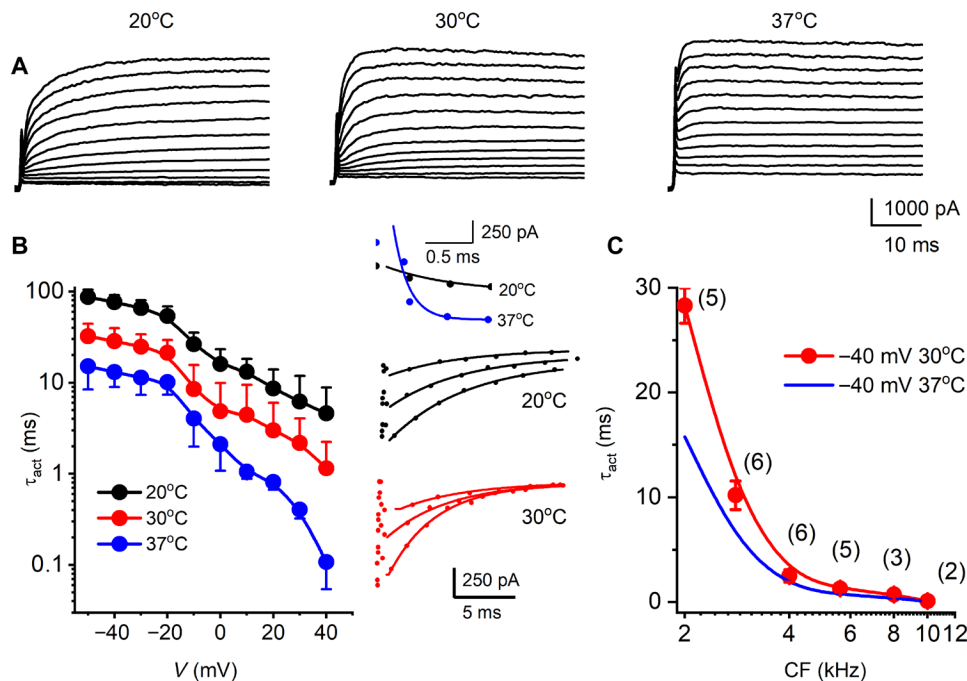 20°C 30°C 37°C
A
1000 pA
10 ms
B
250 pA
0.5 ms
20°C
37°C
20°C
30°C
250 pA
5 ms
100
10
1
0.1
τact (ms)
20°C
30°C
37°C
−40 −20 0 20 40
V (mV)
C
30
20
10
0
τact (ms)
(5)
(6)
(6)
(5)
(3)
(2)
−40 mV 30°C
−40 mV 37°C
2 4 6 8 10 12
CF (kHz)